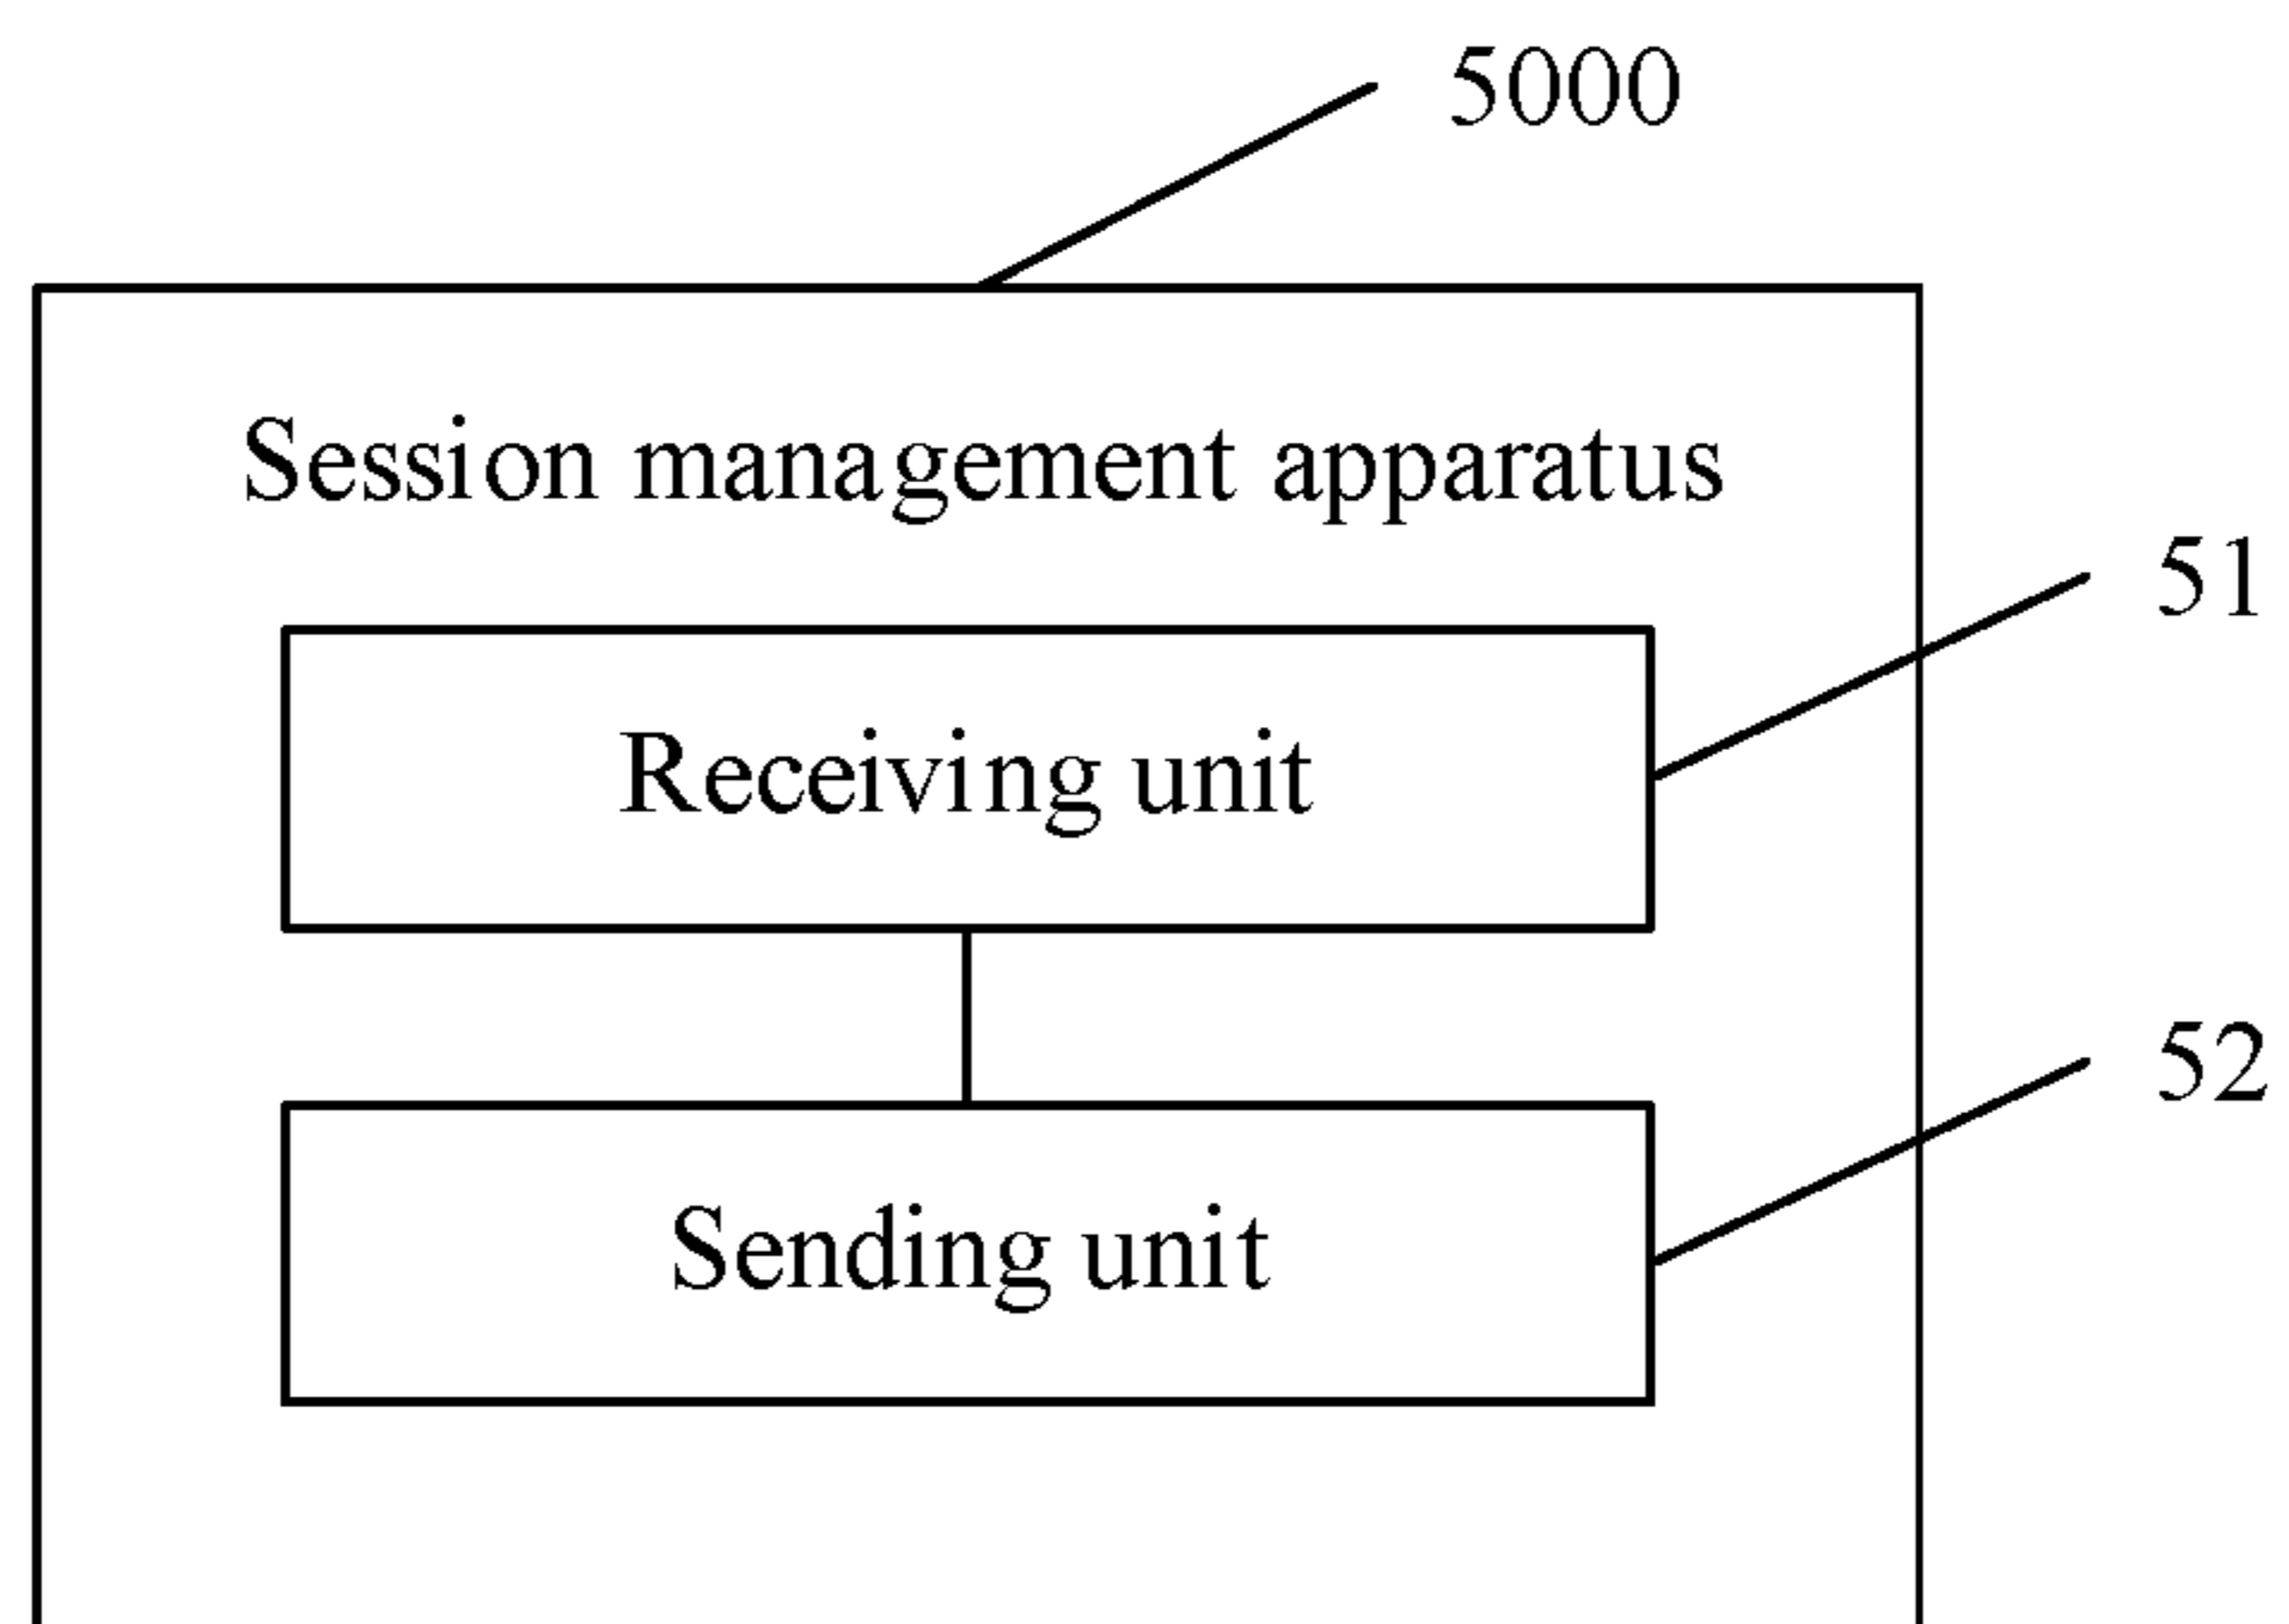 5000
Session management apparatus
51
Receiving unit
52
Sending unit